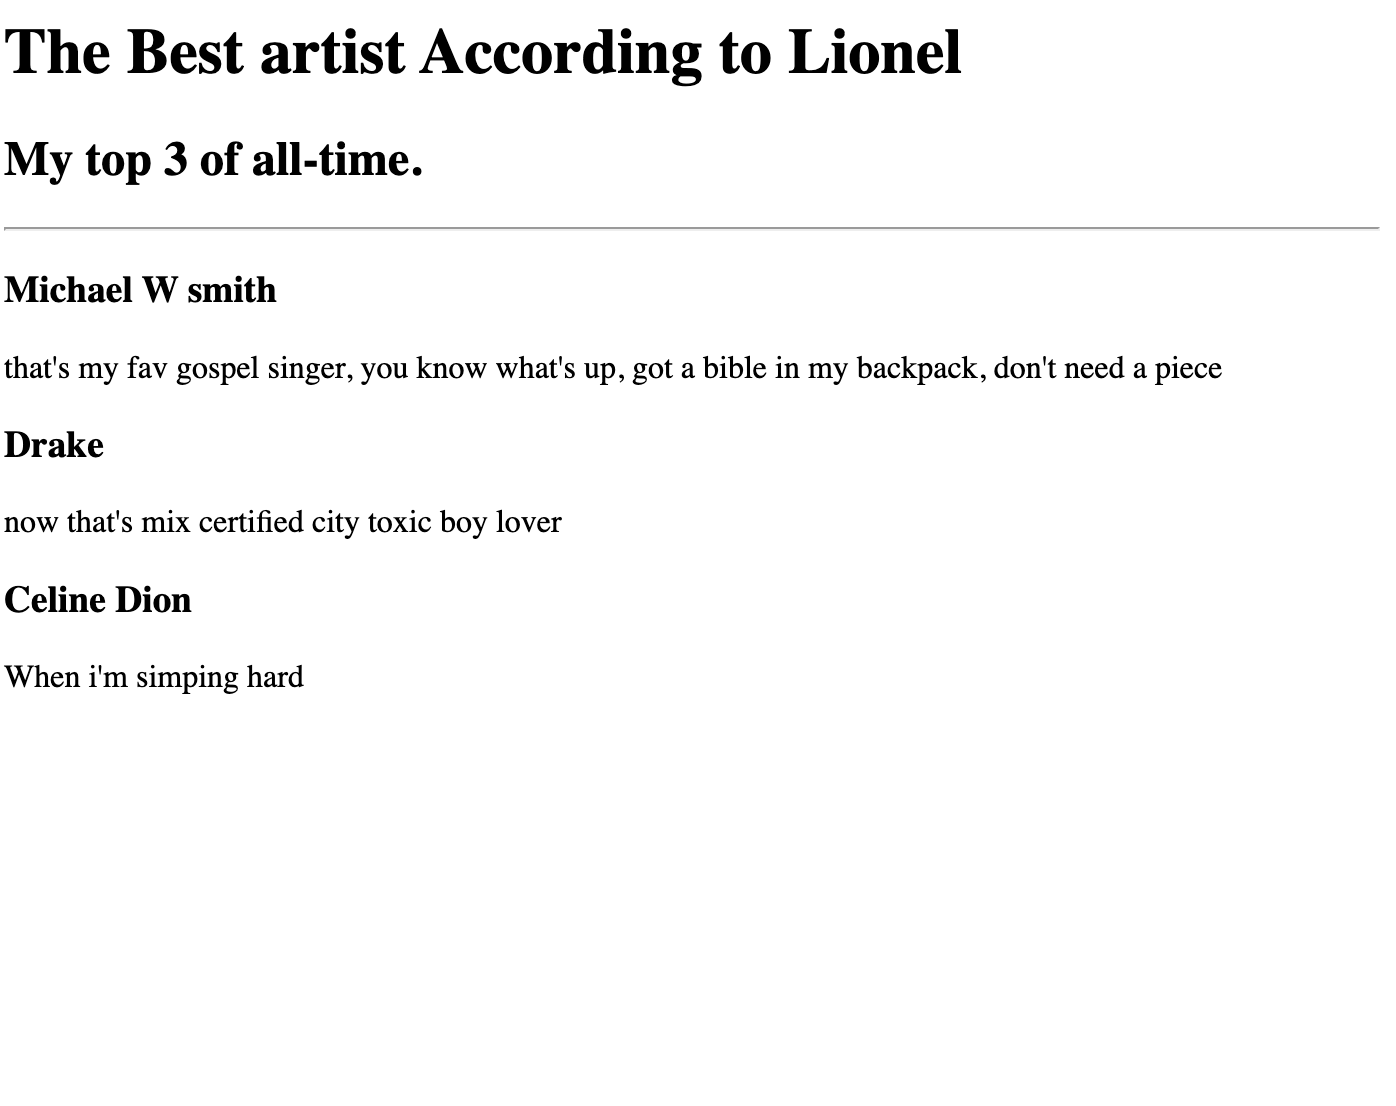 The Best artist According to Lionel
My top 3 of all-time.
Michael W smith
that's my fav gospel singer, you know what's up, got a bible in my backpack, don't need a piece
Drake
now that's mix certified city toxic boy lover
Celine Dion
When i'm simping hard